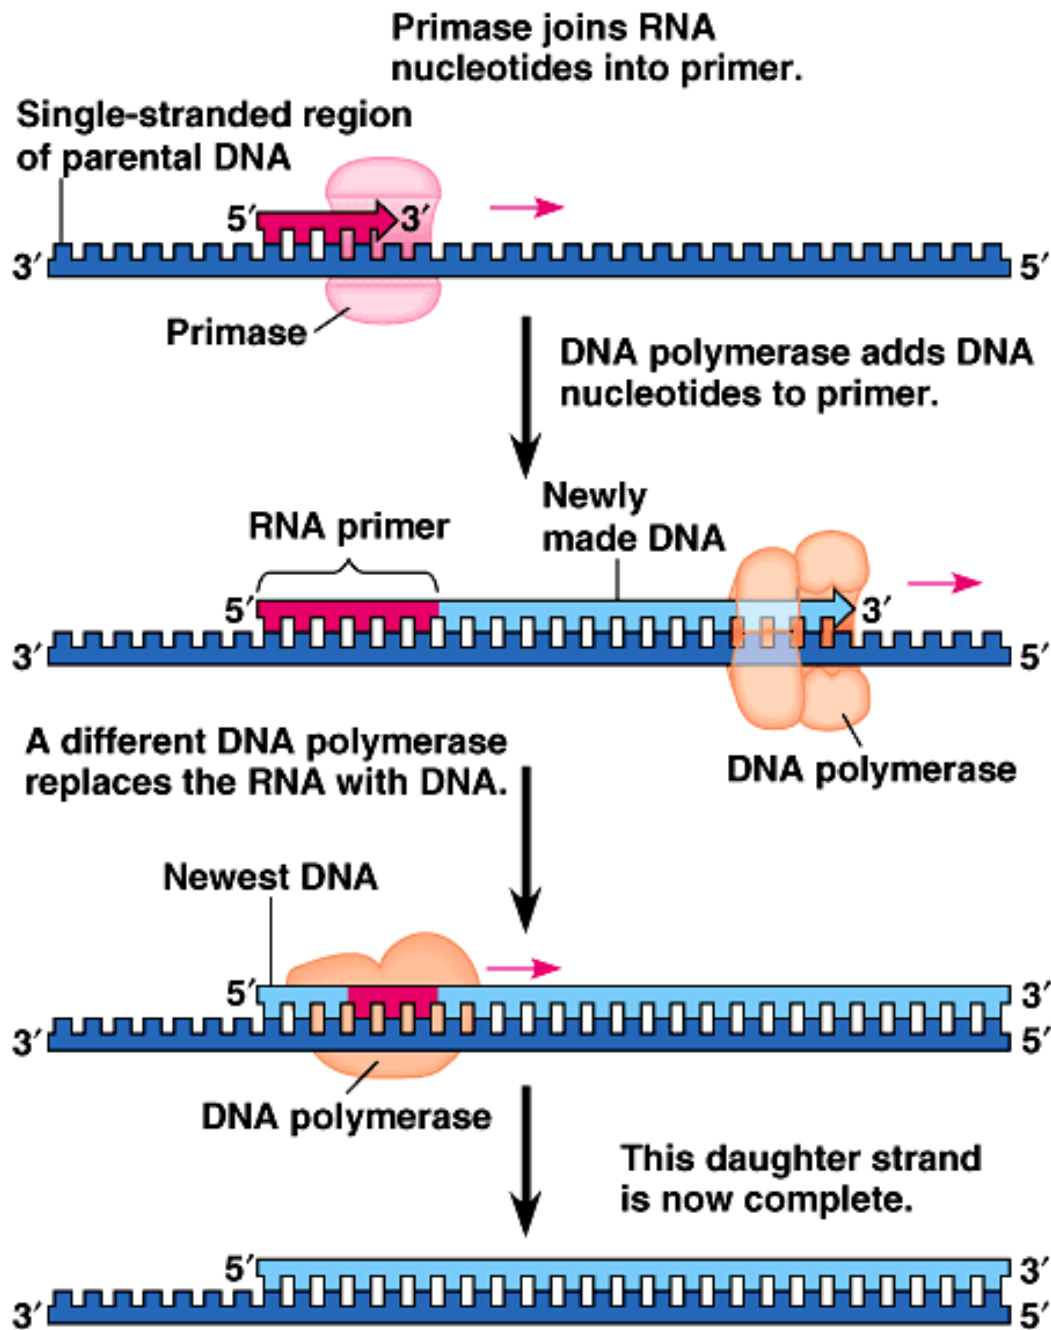 Primase joins RNA
nucleotides into primer.
Single-stranded region
of parental DNA
5′
3′
3′
5′
Primase
DNA polymerase adds DNA
nucleotides to primer.
Newly
made DNA
RNA primer
5′
3′
3′
5′
A different DNA polymerase
replaces the RNA with DNA.
DNA polymerase
Newest DNA
5′
3′
3′
5′
DNA polymerase
This daughter strand
is now complete.
5′
3′
3′
5′